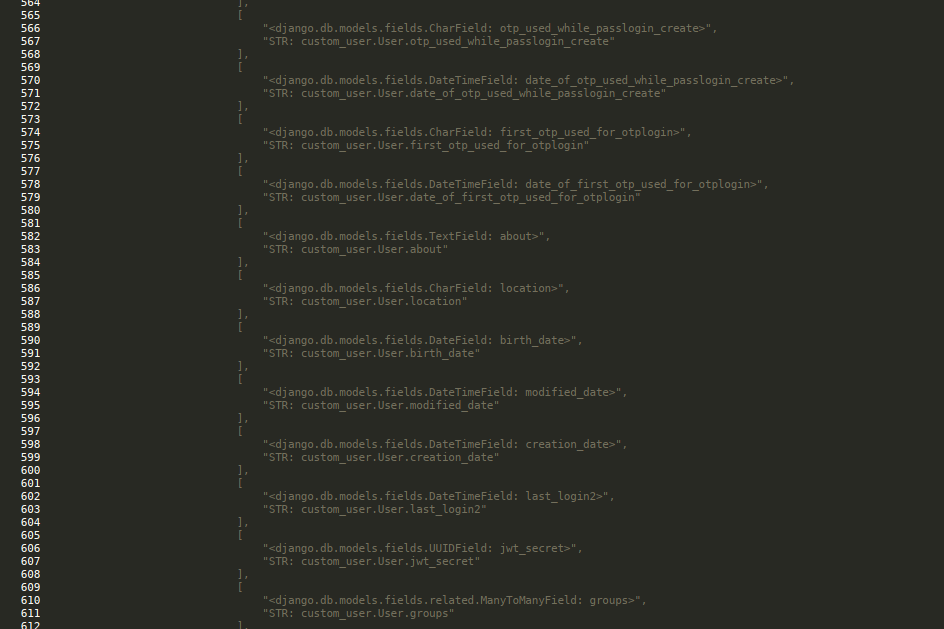 564 ],
565 [
566 "<django.db.models.fields.CharField: otp_used_while_passlogin_create>",
567 "STR: custom_user.User.otp_used_while_passlogin_create"
568 ],
569 [
570 "<django.db.models.fields.DateTimeField: date_of_otp_used_while_passlogin_create>",
571 "STR: custom_user.User.date_of_otp_used_while_passlogin_create"
572 ],
573 [
574 "<django.db.models.fields.CharField: first_otp_used_for_otplogin>",
575 "STR: custom_user.User.first_otp_used_for_otplogin"
576 ],
577 [
578 "<django.db.models.fields.DateTimeField: date_of_first_otp_used_for_otplogin>",
579 "STR: custom_user.User.date_of_first_otp_used_for_otplogin"
580 ],
581 [
582 "<django.db.models.fields.TextField: about>",
583 "STR: custom_user.User.about"
584 ],
585 [
586 "<django.db.models.fields.CharField: location>",
587 "STR: custom_user.User.location"
588 ],
589 [
590 "<django.db.models.fields.DateField: birth_date>",
591 "STR: custom_user.User.birth_date"
592 ],
593 [
594 "<django.db.models.fields.DateTimeField: modified_date>",
595 "STR: custom_user.User.modified_date"
596 ],
597 [
598 "<django.db.models.fields.DateTimeField: creation_date>",
599 "STR: custom_user.User.creation_date"
600 ],
601 [
602 "<django.db.models.fields.DateTimeField: last_login2>",
603 "STR: custom_user.User.last_login2"
604 ],
605 [
606 "<django.db.models.fields.UUIDField: jwt_secret>",
607 "STR: custom_user.User.jwt_secret"
608 ],
609 [
610 "<django.db.models.fields.related.ManyToManyField: groups>",
611 "STR: custom_user.User.groups"
612 ],